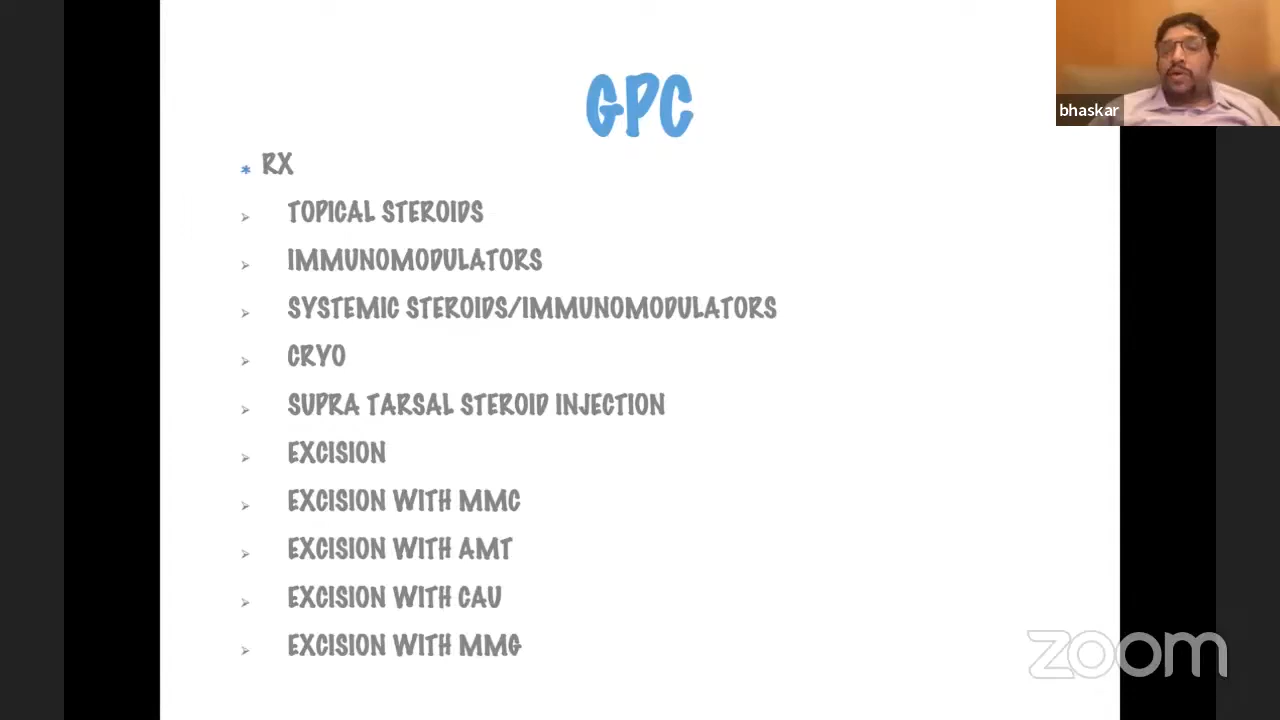 GPC
bhaskar
* RX
➢ TOPICAL STEROIDS
➢ IMMUNOMODULATORS
➢ SYSTEMIC STEROIDS/IMMUNOMODULATORS
➢ CRYO
➢ SUPRA TARSAL STEROID INJECTION
➢ EXCISION
➢ EXCISION WITH MMC
➢ EXCISION WITH AMT
➢ EXCISION WITH CAU
➢ EXCISION WITH MMG
zoom